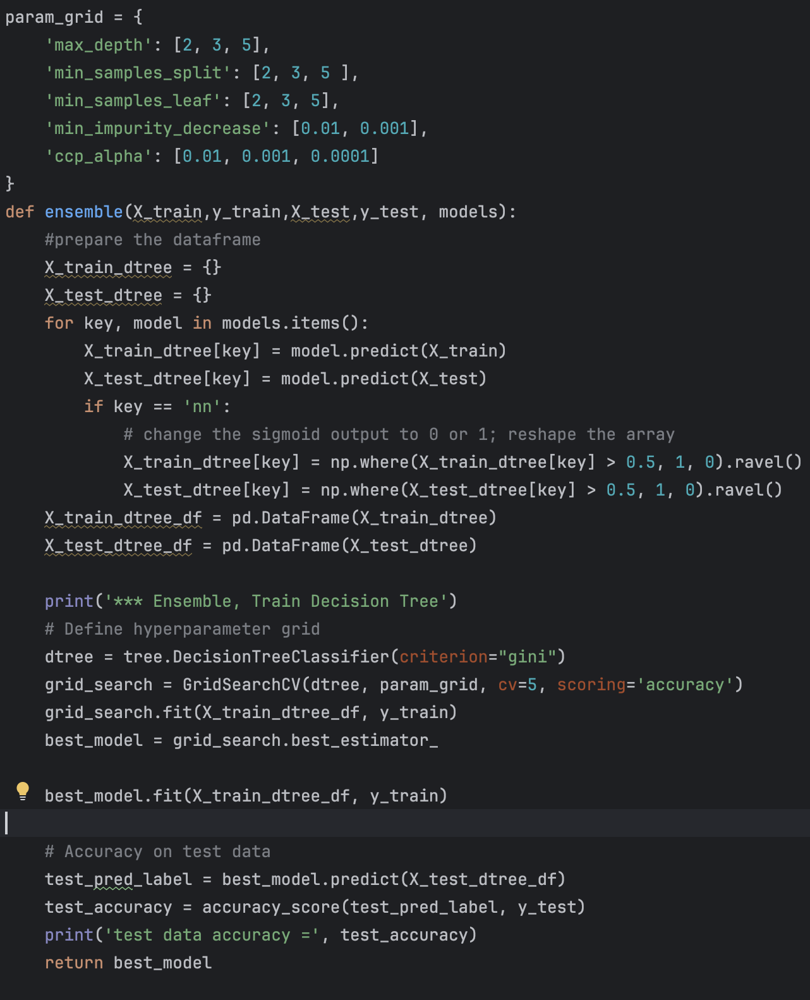 param_grid = {
    'max_depth': [2, 3, 5],
    'min_samples_split': [2, 3, 5 ],
    'min_samples_leaf': [2, 3, 5],
    'min_impurity_decrease': [0.01, 0.001],
    'ccp_alpha': [0.01, 0.001, 0.0001]
}
def ensemble(X_train,y_train,X_test,y_test, models):
    #prepare the dataframe
    X_train_dtree = {}
    X_test_dtree = {}
    for key, model in models.items():
        X_train_dtree[key] = model.predict(X_train)
        X_test_dtree[key] = model.predict(X_test)
        if key == 'nn':
            # change the sigmoid output to 0 or 1; reshape the array
            X_train_dtree[key] = np.where(X_train_dtree[key] > 0.5, 1, 0).ravel()
            X_test_dtree[key] = np.where(X_test_dtree[key] > 0.5, 1, 0).ravel()
    X_train_dtree_df = pd.DataFrame(X_train_dtree)
    X_test_dtree_df = pd.DataFrame(X_test_dtree)

    print('*** Ensemble, Train Decision Tree')
    # Define hyperparameter grid
    dtree = tree.DecisionTreeClassifier(criterion="gini")
    grid_search = GridSearchCV(dtree, param_grid, cv=5, scoring='accuracy')
    grid_search.fit(X_train_dtree_df, y_train)
    best_model = grid_search.best_estimator_

    best_model.fit(X_train_dtree_df, y_train)

    # Accuracy on test data
    test_pred_label = best_model.predict(X_test_dtree_df)
    test_accuracy = accuracy_score(test_pred_label, y_test)
    print('test data accuracy =', test_accuracy)
    return best_model